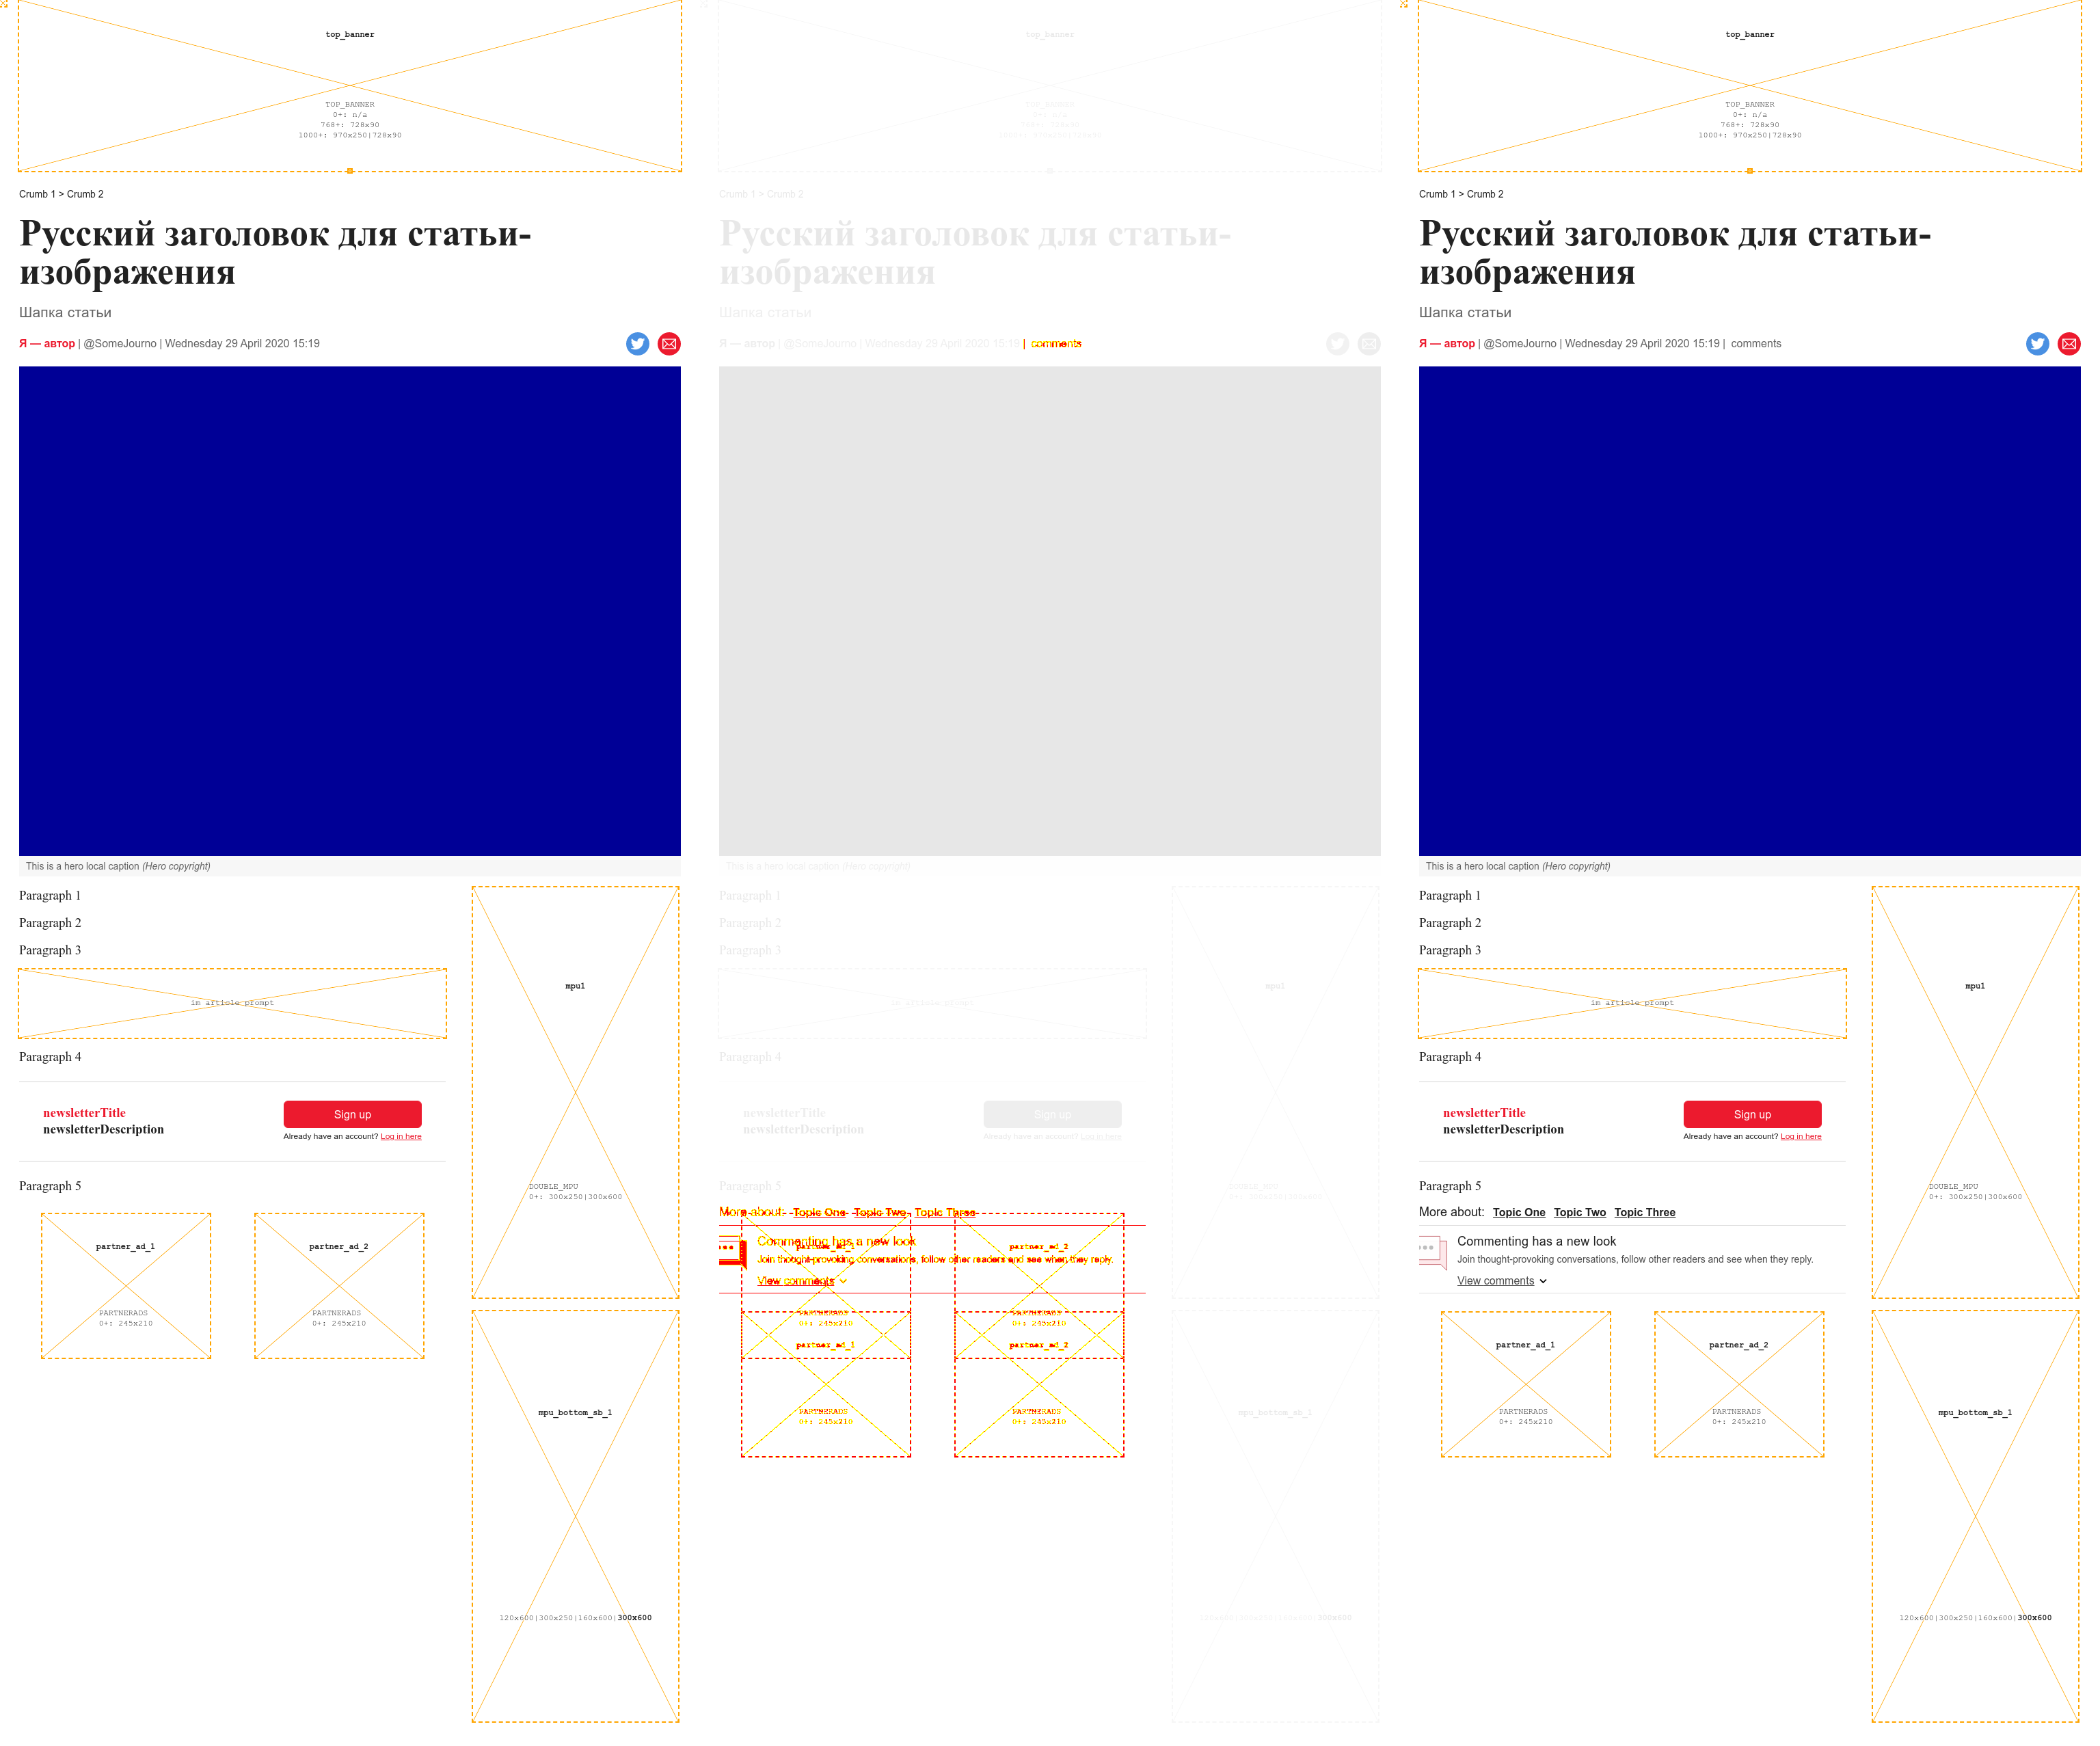 top_banner
TOP_BANNER
0+: n/a
768+: 728x90
1000+: 970x250|728x90
Crumb 1 > Crumb 2
Русский заголовок для статьи-
изображения
Шапка статьи
Я — автор | @SomeJourno | Wednesday 29 April 2020 15:19
This is a hero local caption (Hero copyright)
Paragraph 1
Paragraph 2
Paragraph 3
im article prompt
Paragraph 4
newsletterTitle
newsletterDescription
Sign up
Already have an account? Log in here
Paragraph 5
partner_ad_1
PARTNERADS
0+: 245x210
partner_ad_2
PARTNERADS
0+: 245x210
mpu1
DOUBLE_MPU
0+: 300x250|300x600
mpu_bottom_sb_1
120x600|300x250|160x600|300x600
top_banner
TOP_BANNER
0+: n/a
768+: 728x90
1000+: 970x250|728x90
Crumb 1 > Crumb 2
Русский заголовок для статьи-
изображения
Шапка статьи
Я — автор | @SomeJourno | Wednesday 29 April 2020 15:19 | comments
This is a hero local caption (Hero copyright)
Paragraph 1
Paragraph 2
Paragraph 3
im article prompt
Paragraph 4
newsletterTitle
newsletterDescription
Sign up
Already have an account? Log in here
Paragraph 5
More about: Topic One Topic Two Topic Three
Commenting has a new look
partner_ad_1
partner_ad_2
Join thought-provoking conversations, follow other readers and see when they reply.
View comments
PARTNERADS
0+: 245x210
PARTNERADS
0+: 245x210
partner_ad_1
partner_ad_2
PARTNERADS
0+: 245x210
PARTNERADS
0+: 245x210
mpu1
DOUBLE_MPU
0+: 300x250|300x600
mpu_bottom_sb_1
120x600|300x250|160x600|300x600
top_banner
TOP_BANNER
0+: n/a
768+: 728x90
1000+: 970x250|728x90
Crumb 1 > Crumb 2
Русский заголовок для статьи-
изображения
Шапка статьи
Я — автор | @SomeJourno | Wednesday 29 April 2020 15:19 | comments
This is a hero local caption (Hero copyright)
Paragraph 1
Paragraph 2
Paragraph 3
im article prompt
Paragraph 4
newsletterTitle
newsletterDescription
Sign up
Already have an account? Log in here
Paragraph 5
More about: Topic One Topic Two Topic Three
Commenting has a new look
Join thought-provoking conversations, follow other readers and see when they reply.
View comments
partner_ad_1
PARTNERADS
0+: 245x210
partner_ad_2
PARTNERADS
0+: 245x210
mpu1
DOUBLE_MPU
0+: 300x250|300x600
mpu_bottom_sb_1
120x600|300x250|160x600|300x600